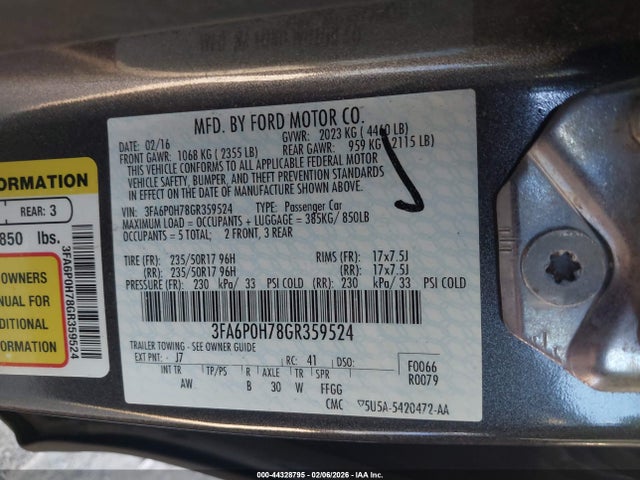 MFD. BY FORD MOTOR CO.
DATE: 02/16 GVWR: 2023 KG (4460 LB)
FRONT GAWR: 1068 KG (2355 LB) REAR GAWR: 959 KG (2115 LB)
THIS VEHICLE CONFORMS TO ALL APPLICABLE FEDERAL MOTOR
VEHICLE SAFETY, BUMPER, AND THEFT PREVENTION STANDARDS
IN EFFECT ON THE DATE OF MANUFACTURE SHOWN ABOVE.
VIN: 3FA6P0H78GR359524 TYPE: Passenger Car
MAXIMUM LOAD = OCCUPANTS + LUGGAGE = 385KG/850LB
OCCUPANTS = 5 TOTAL: 2 FRONT, 3 REAR
TIRE (FR): 235/50R17 96H RIMS (FR): 17x7.5J
(RR): 235/50R17 96H (RR): 17x7.5J
PRESSURE (FR): 230 kPa/ 33 PSI COLD (RR): 230 kPa/ 33 PSI COLD
3FA6P0H78GR359524
TRAILER TOWING - SEE OWNER GUIDE
EXT PNT: J7 RC: 41 DSO: F0066
R0079
INT TR TP/PS R AXLE TR SPR
AW B 30 W FFGG
CMC 5U5A-5420472-AA
FORMATION
REAR: 3
850 lbs.
OWNERS
NUAL FOR
DITIONAL
RMATION
3FA6P0H78GR359524
000-44328795 - 02/06/2026 - IAA Inc.